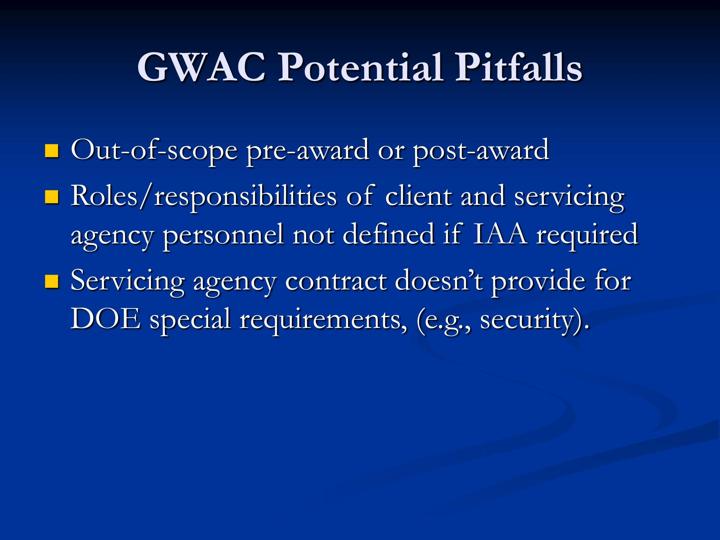 GWAC Potential Pitfalls
Out-of-scope pre-award or post-award
Roles/responsibilities of client and servicing
agency personnel not defined if IAA required
Servicing agency contract doesn’t provide for
DOE special requirements, (e.g., security).